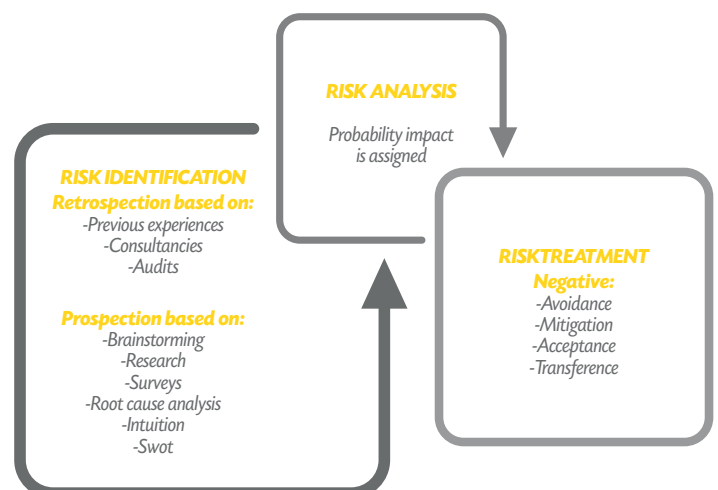 RISK ANALYSIS
Probability impact
is assigned
RISK IDENTIFICATION
Retrospection based on:
-Previous experiences
-Consultancies
-Audits
Prospection based on:
-Brainstorming
-Research
-Surveys
-Root cause analysis
-Intuition
-Swot
RISKTREATMENT
Negative:
-Avoidance
-Mitigation
-Acceptance
-Transference